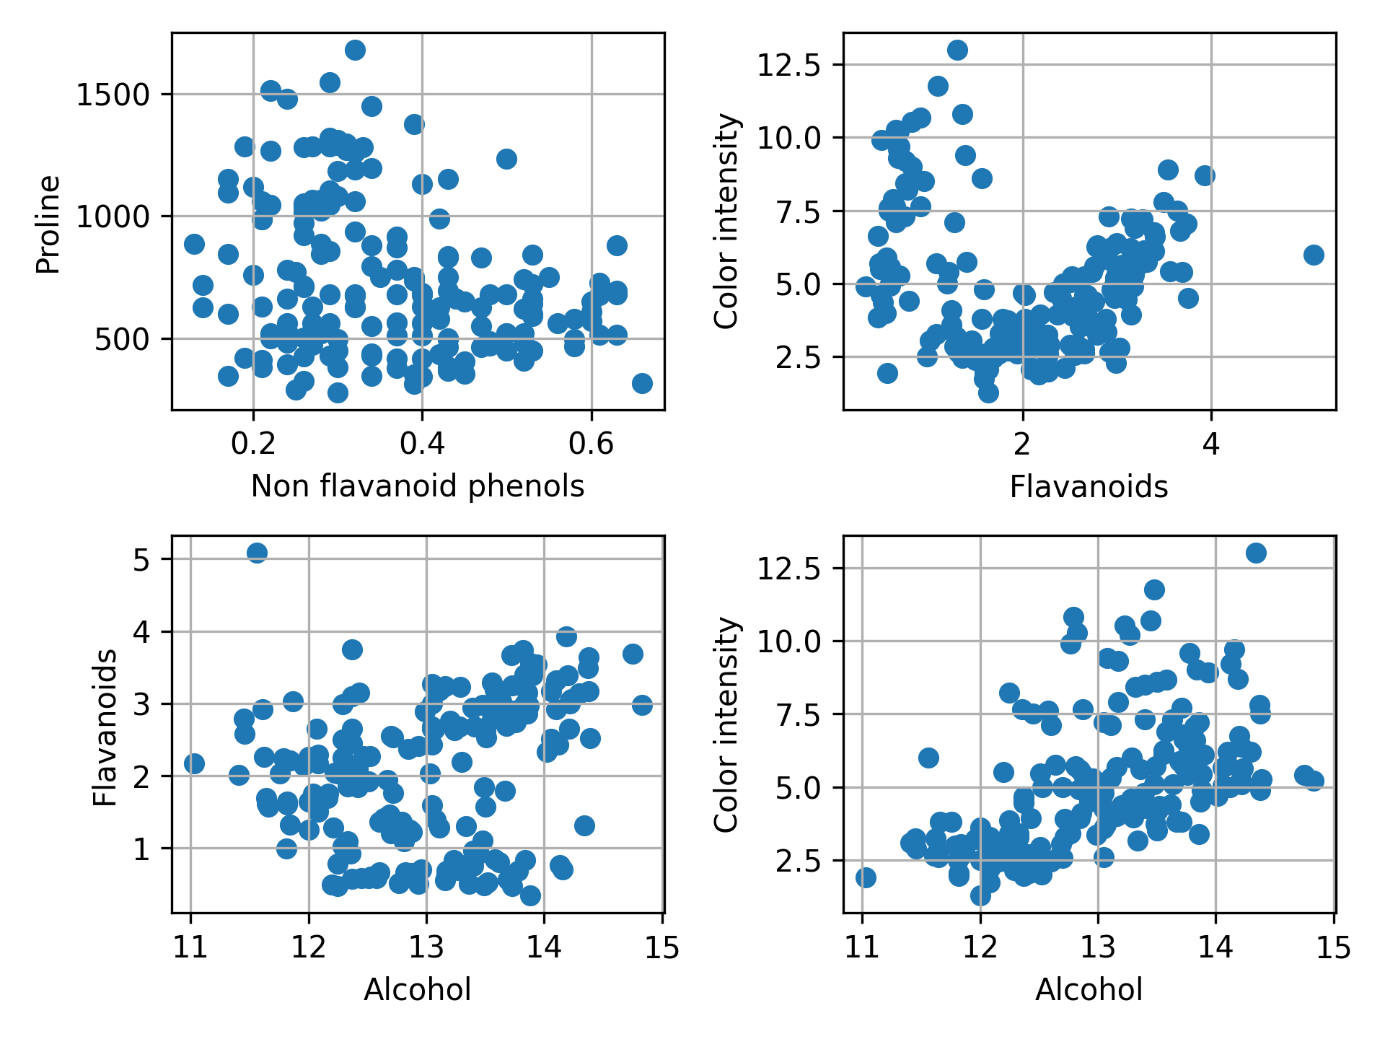 Proline
1500
1000
500
0.2 0.4 0.6
Non flavanoid phenols
Color intensity
12.5
10.0
7.5
5.0
2.5
2 4
Flavanoids
Flavanoids
5
4
3
2
1
11 12 13 14 15
Alcohol
Color intensity
12.5
10.0
7.5
5.0
2.5
11 12 13 14 15
Alcohol